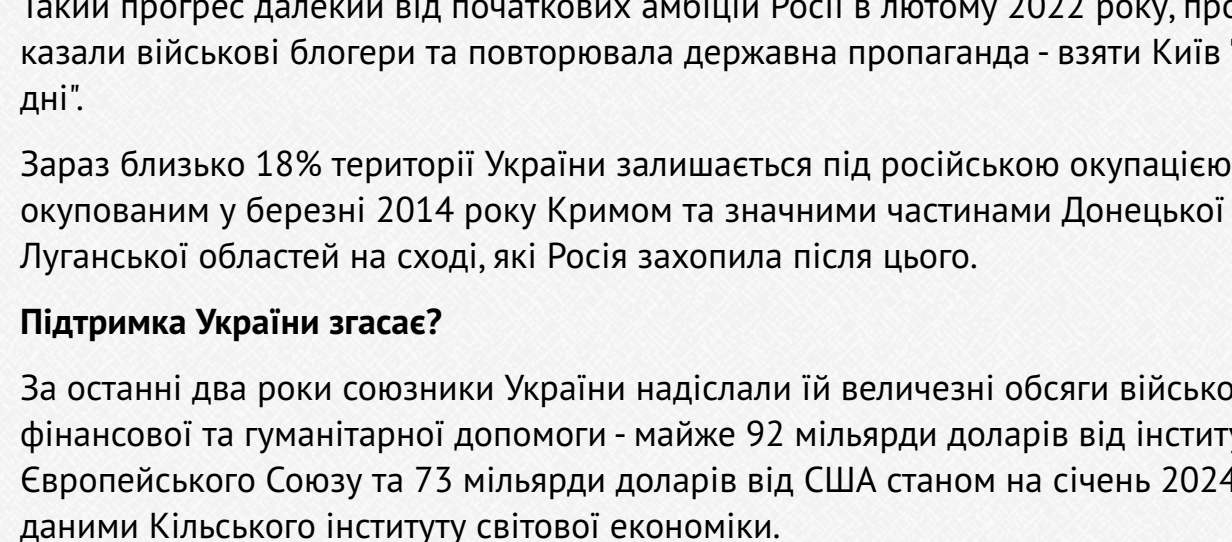 Такий прогрес далекий від початкових амбіцій Росії в лютому 2022 року, про
казали військові блогери та повторювала державна пропаганда - взяти Київ "
дні".
Зараз близько 18% території України залишається під російською окупацією
окупованим у березні 2014 року Кримом та значними частинами Донецької
Луганської областей на сході, які Росія захопила після цього.
Підтримка України згасає?
За останні два роки союзники України надіслали їй величезні обсяги військо
фінансової та гуманітарної допомоги - майже 92 мільярди доларів від інститу
Європейського Союзу та 73 мільярди доларів від США станом на січень 2024
даними Кільського інституту світової економіки.